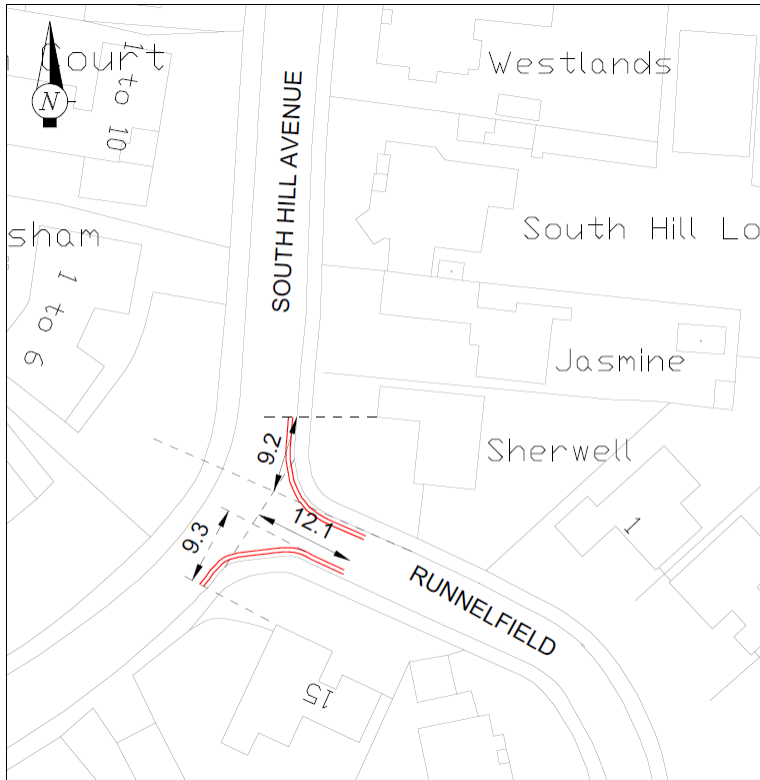 Court
1 to 10
N
Westlands
SOUTH HILL AVENUE
South Hill Lo
sham
1 to 6
Jasmine
9.2
Sherwell
12.1
9.3
1
RUNNELFIELD
15